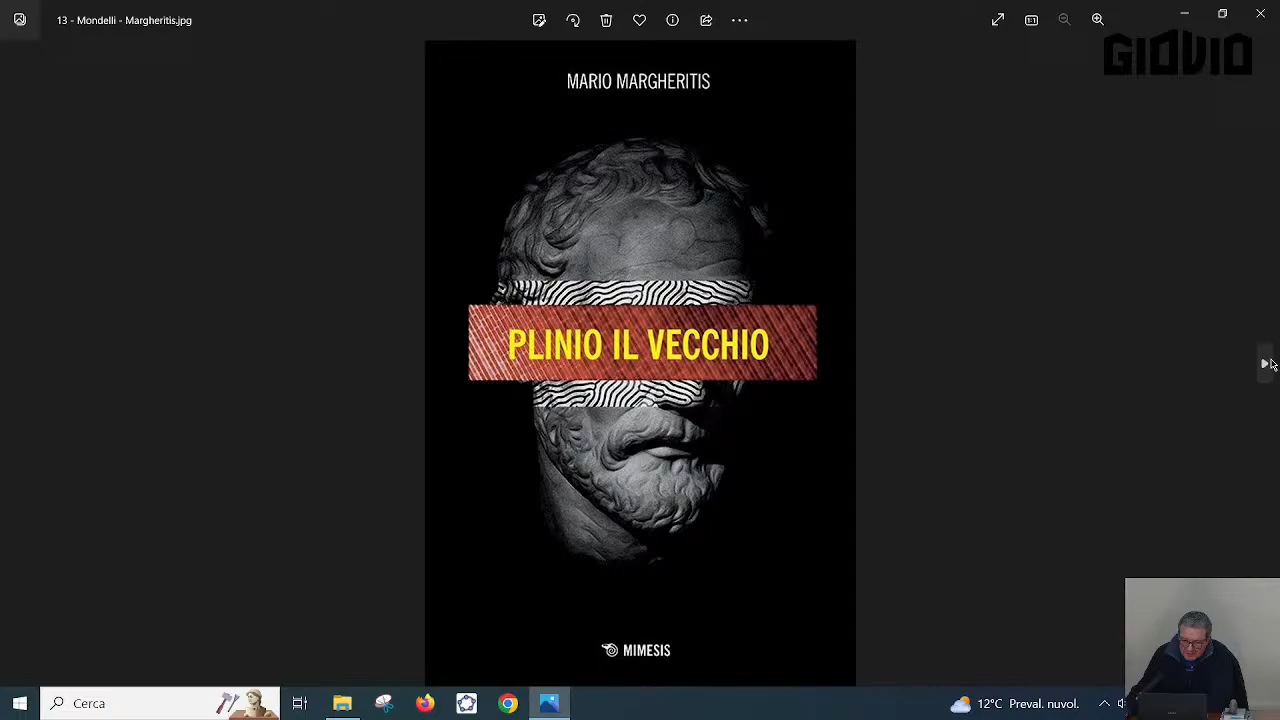 13 - Mondelli - Margheritis.jpg
GIOVIO
MARIO MARGHERITIS
PLINIO IL VECCHIO
MIMESIS
Cerca
12°C Preval. nuvol.